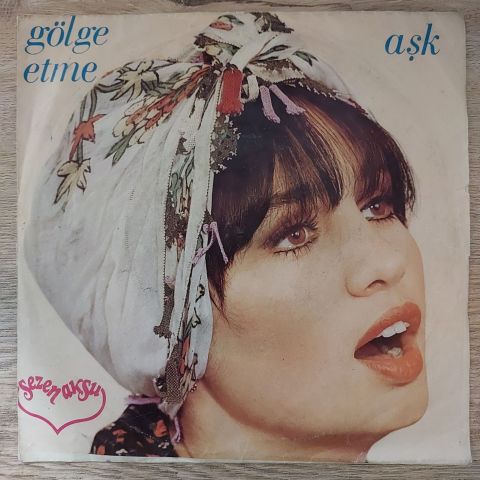 gölge
etme
aşk
sezen aksu